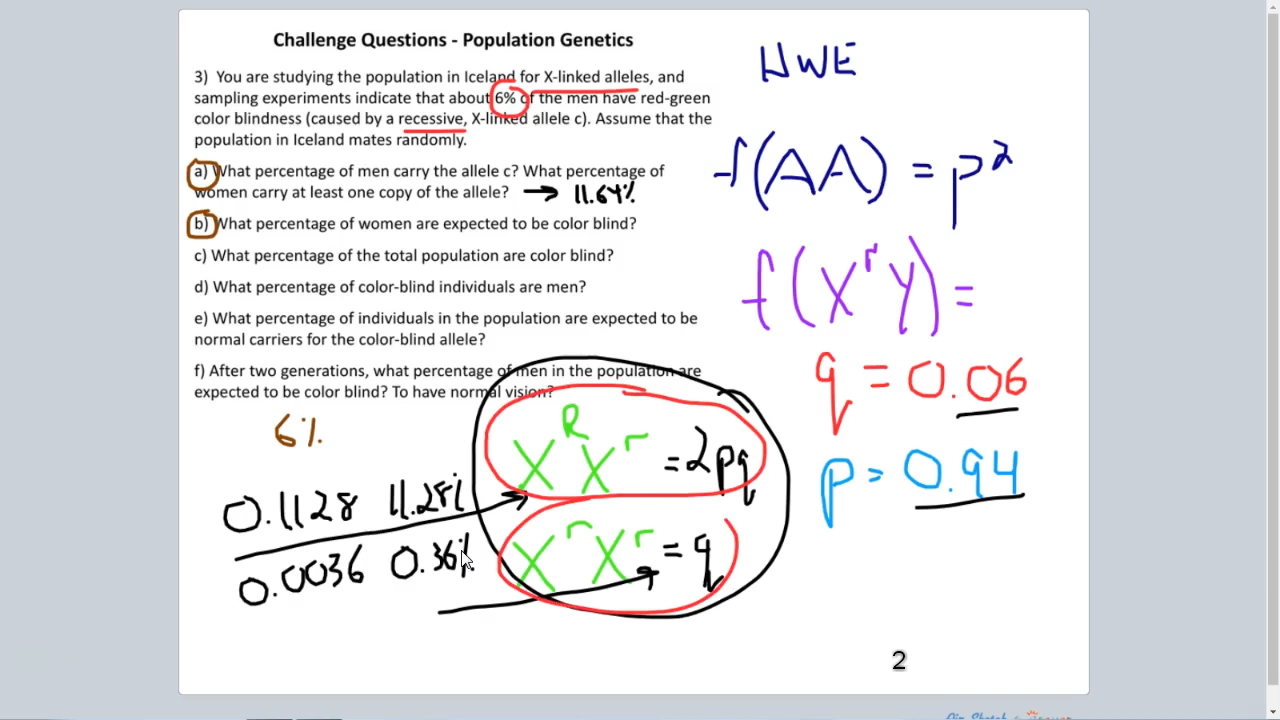 Challenge Questions - Population Genetics
HWE
3) You are studying the population in Iceland for X-linked alleles, and
sampling experiments indicate that about 6% of the men have red-green
color blindness (caused by a recessive, X-linked allele c). Assume that the
population in Iceland mates randomly.
f(AA) = p²
a) What percentage of men carry the allele c? What percentage of
women carry at least one copy of the allele? → 11.64%
b) What percentage of women are expected to be color blind?
c) What percentage of the total population are color blind?
f(XʳY) =
d) What percentage of color-blind individuals are men?
e) What percentage of individuals in the population are expected to be
normal carriers for the color-blind allele?
f) After two generations, what percentage of men in the population are
expected to be color blind? To have normal vision?
q = 0.06
6%
XᴿXʳ = 2pq
p = 0.94
0.1128 11.28%
XʳXʳ = q
0.0036 0.36%
2